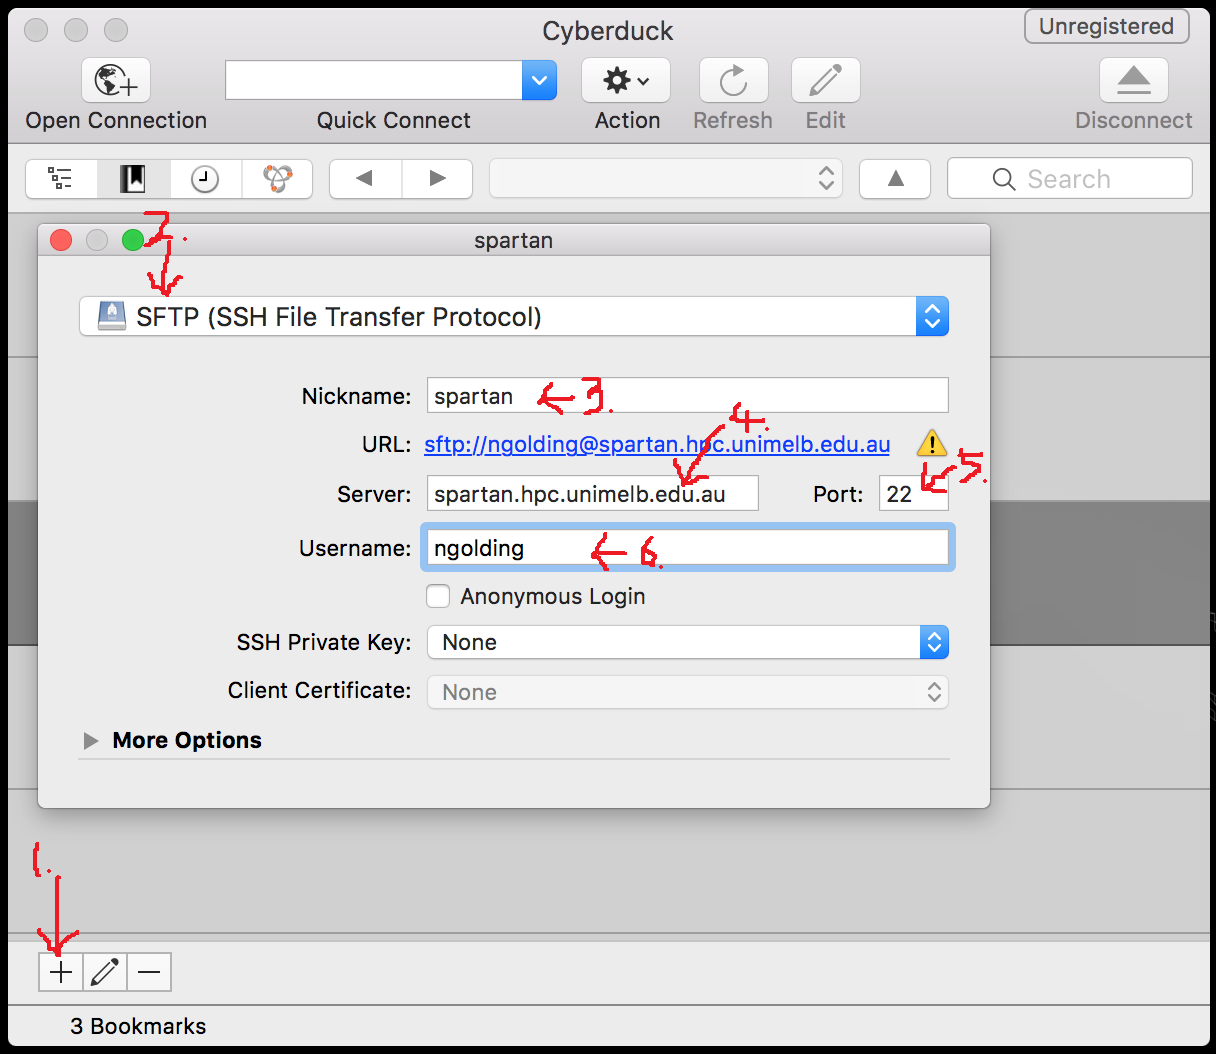 Cyberduck
Unregistered
Open Connection
Quick Connect
Action
Refresh
Edit
Disconnect
Search
2.
spartan
SFTP (SSH File Transfer Protocol)
Nickname: spartan 3.
4.
URL: sftp://ngolding@spartan.hpc.unimelb.edu.au
5.
Server: spartan.hpc.unimelb.edu.au Port: 22
Username: ngolding 6.
Anonymous Login
SSH Private Key: None
Client Certificate: None
More Options
1.
3 Bookmarks